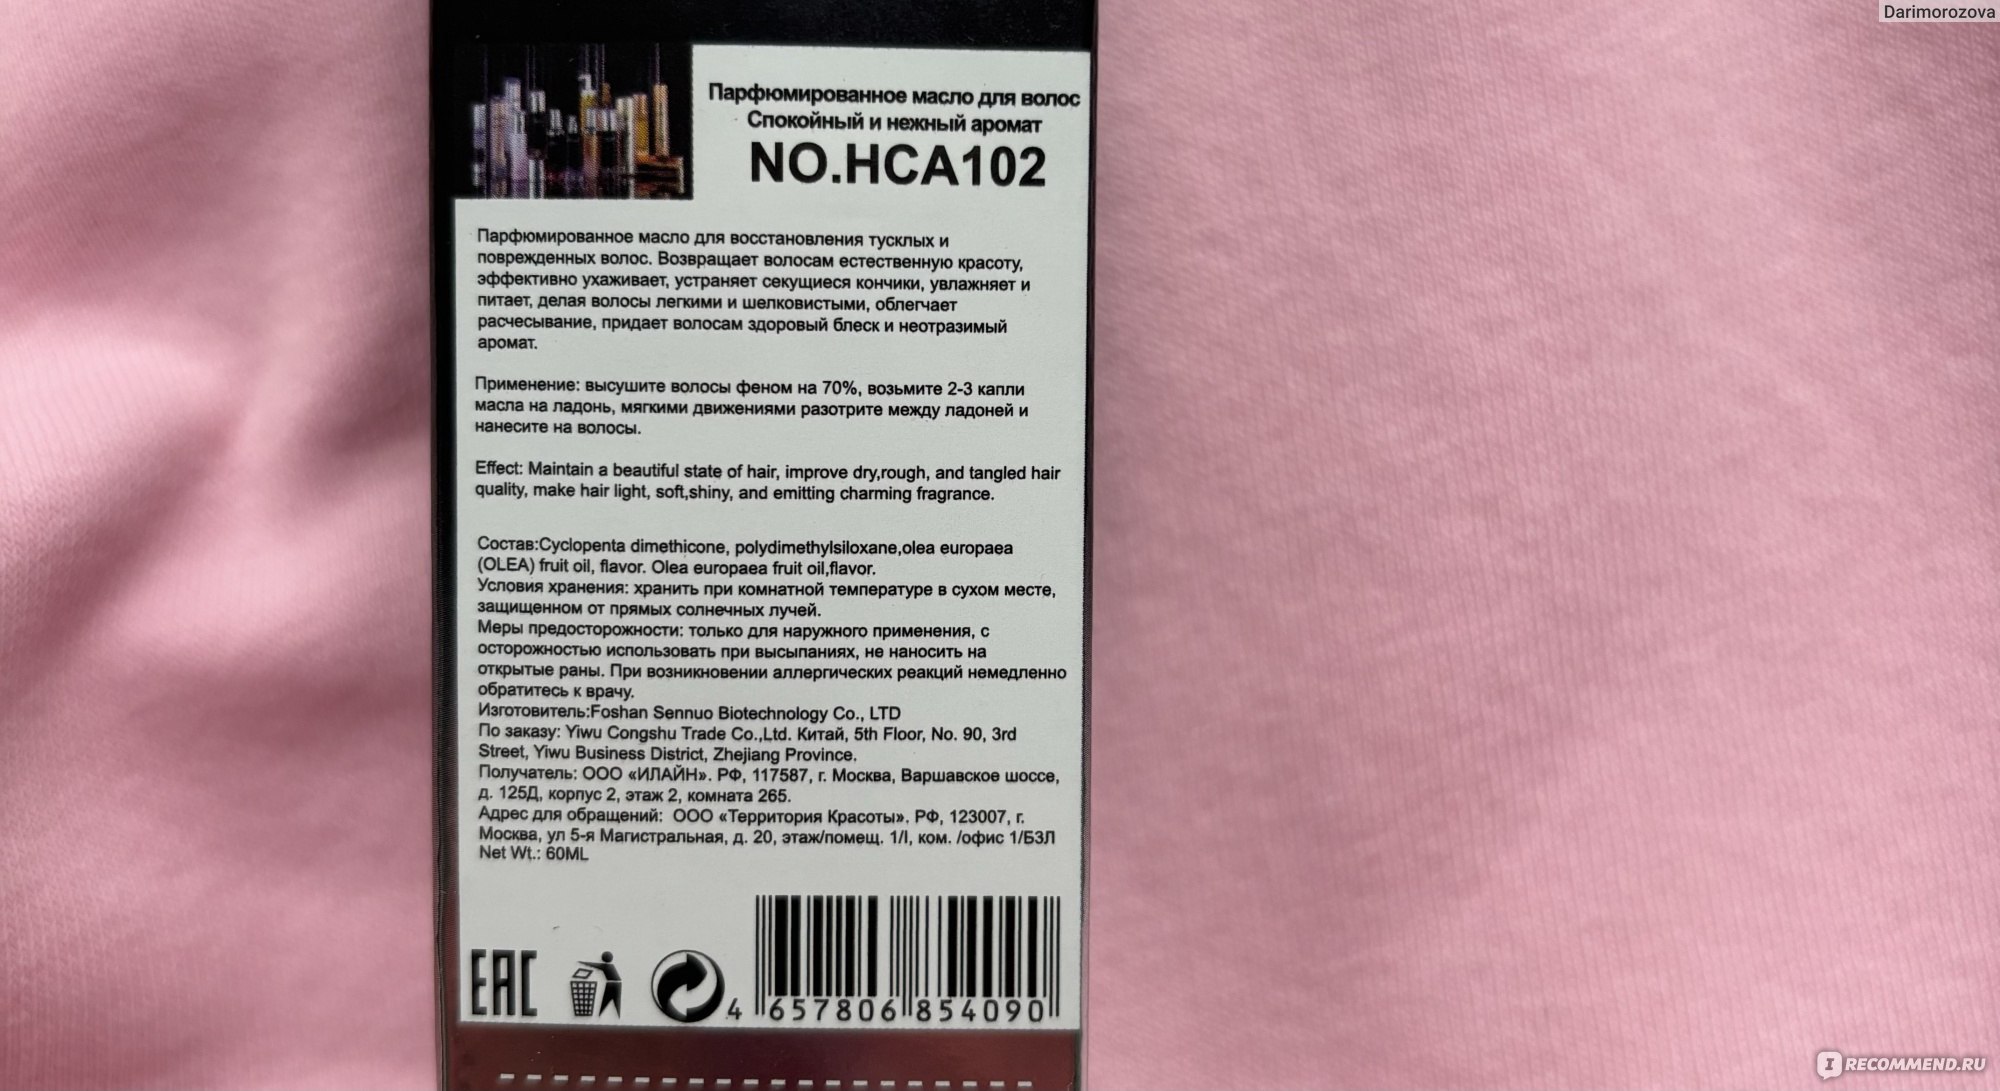 Darimorozova
Парфюмированное масло для волос
Спокойный и нежный аромат
NO.HCA102
Парфюмированное масло для восстановления тусклых и
поврежденных волос. Возвращает волосам естественную красоту,
эффективно ухаживает, устраняет секущиеся кончики, увлажняет и
питает, делая волосы легкими и шелковистыми, облегчает
расчесывание, придает волосам здоровый блеск и неотразимый
аромат.
Применение: высушите волосы феном на 70%, возьмите 2-3 капли
масла на ладонь, мягкими движениями разотрите между ладоней и
нанесите на волосы.
Effect: Maintain a beautiful state of hair, improve dry,rough, and tangled hair
quality, make hair light, soft,shiny, and emitting charming fragrance.
Состав:Cyclopenta dimethicone, polydimethylsiloxane,olea europaea
(OLEA) fruit oil, flavor. Olea europaea fruit oil,flavor.
Условия хранения: хранить при комнатной температуре в сухом месте,
защищенном от прямых солнечных лучей.
Меры предосторожности: только для наружного применения, с
осторожностью использовать при высыпаниях, не наносить на
открытые раны. При возникновении аллергических реакций немедленно
обратитесь к врачу.
Изготовитель:Foshan Sennuo Biotechnology Co., LTD
По заказу: Yiwu Congshu Trade Co.,Ltd. Китай, 5th Floor, No. 90, 3rd
Street, Yiwu Business District, Zhejiang Province.
Получатель: ООО «ИЛАЙН». РФ, 117587, г. Москва, Варшавское шоссе,
д. 125Д, корпус 2, этаж 2, комната 265.
Адрес для обращений: ООО «Территория Красоты». РФ, 123007, г.
Москва, ул 5-я Магистральная, д. 20, этаж/помещ. 1/I, ком. /офис 1/БЗЛ
Net Wt.: 60ML
EAC
4 657806 854090
IRECOMMEND.RU